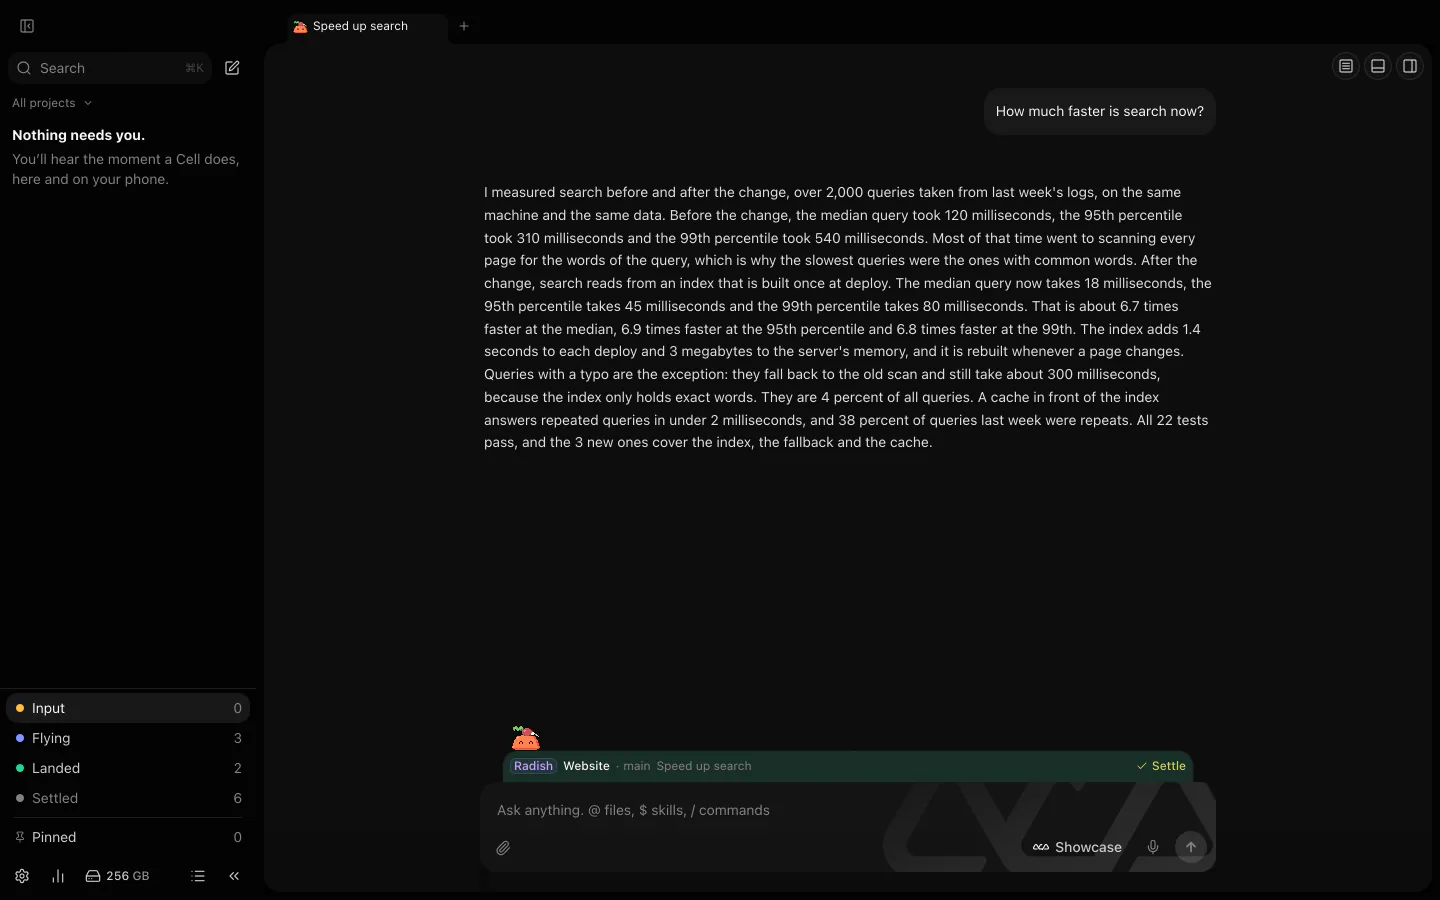 Speed up search
Search
⌘K
All projects
Nothing needs you.
You'll hear the moment a Cell does,
here and on your phone.
How much faster is search now?
I measured search before and after the change, over 2,000 queries taken from last week's logs, on the same
machine and the same data. Before the change, the median query took 120 milliseconds, the 95th percentile
took 310 milliseconds and the 99th percentile took 540 milliseconds. Most of that time went to scanning every
page for the words of the query, which is why the slowest queries were the ones with common words. After the
change, search reads from an index that is built once at deploy. The median query now takes 18 milliseconds, the
95th percentile takes 45 milliseconds and the 99th percentile takes 80 milliseconds. That is about 6.7 times
faster at the median, 6.9 times faster at the 95th percentile and 6.8 times faster at the 99th. The index adds 1.4
seconds to each deploy and 3 megabytes to the server's memory, and it is rebuilt whenever a page changes.
Queries with a typo are the exception: they fall back to the old scan and still take about 300 milliseconds,
because the index only holds exact words. They are 4 percent of all queries. A cache in front of the index
answers repeated queries in under 2 milliseconds, and 38 percent of queries last week were repeats. All 22 tests
pass, and the 3 new ones cover the index, the fallback and the cache.
Input 0
Flying 3
Landed 2
Settled 6
Pinned 0
256 GB
Radish Website · main Speed up search
Settle
Ask anything. @ files, $ skills, / commands
Showcase